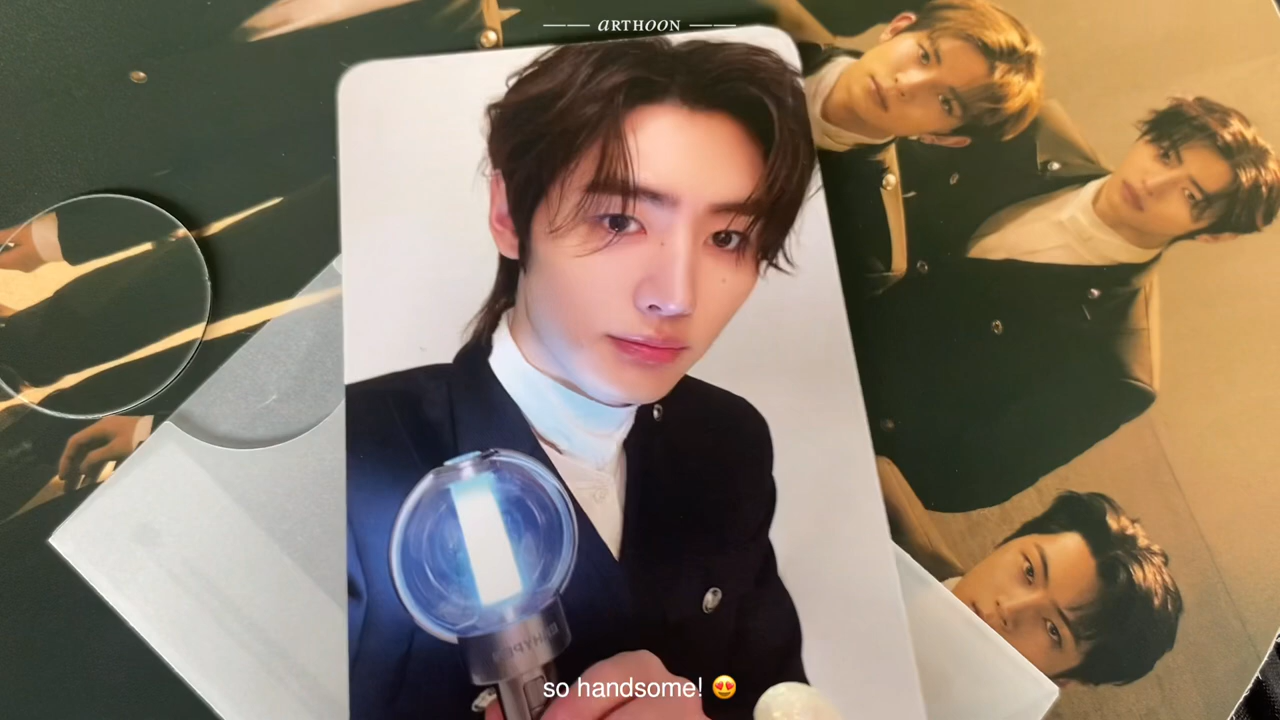 —— ARTHOON ——
so handsome! 😍